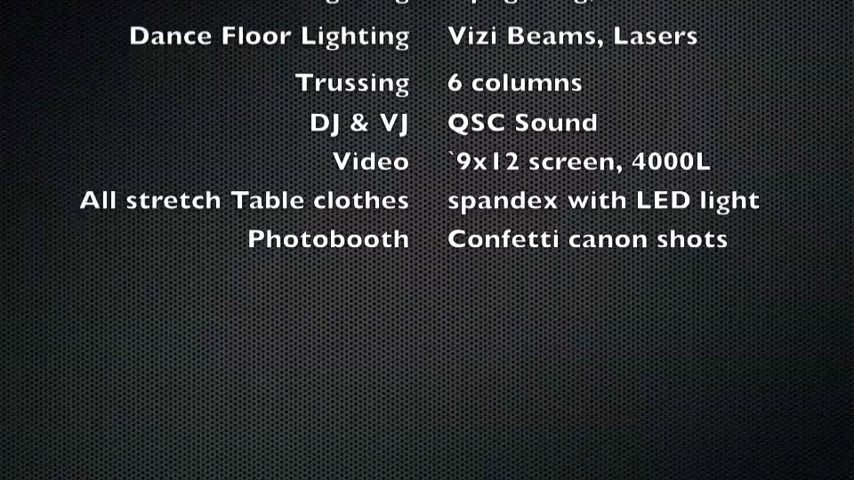 Dance Floor Lighting Vizi Beams, Lasers
Trussing 6 columns
DJ & VJ QSC Sound
Video `9x12 screen, 4000L
All stretch Table clothes spandex with LED light
Photobooth Confetti canon shots